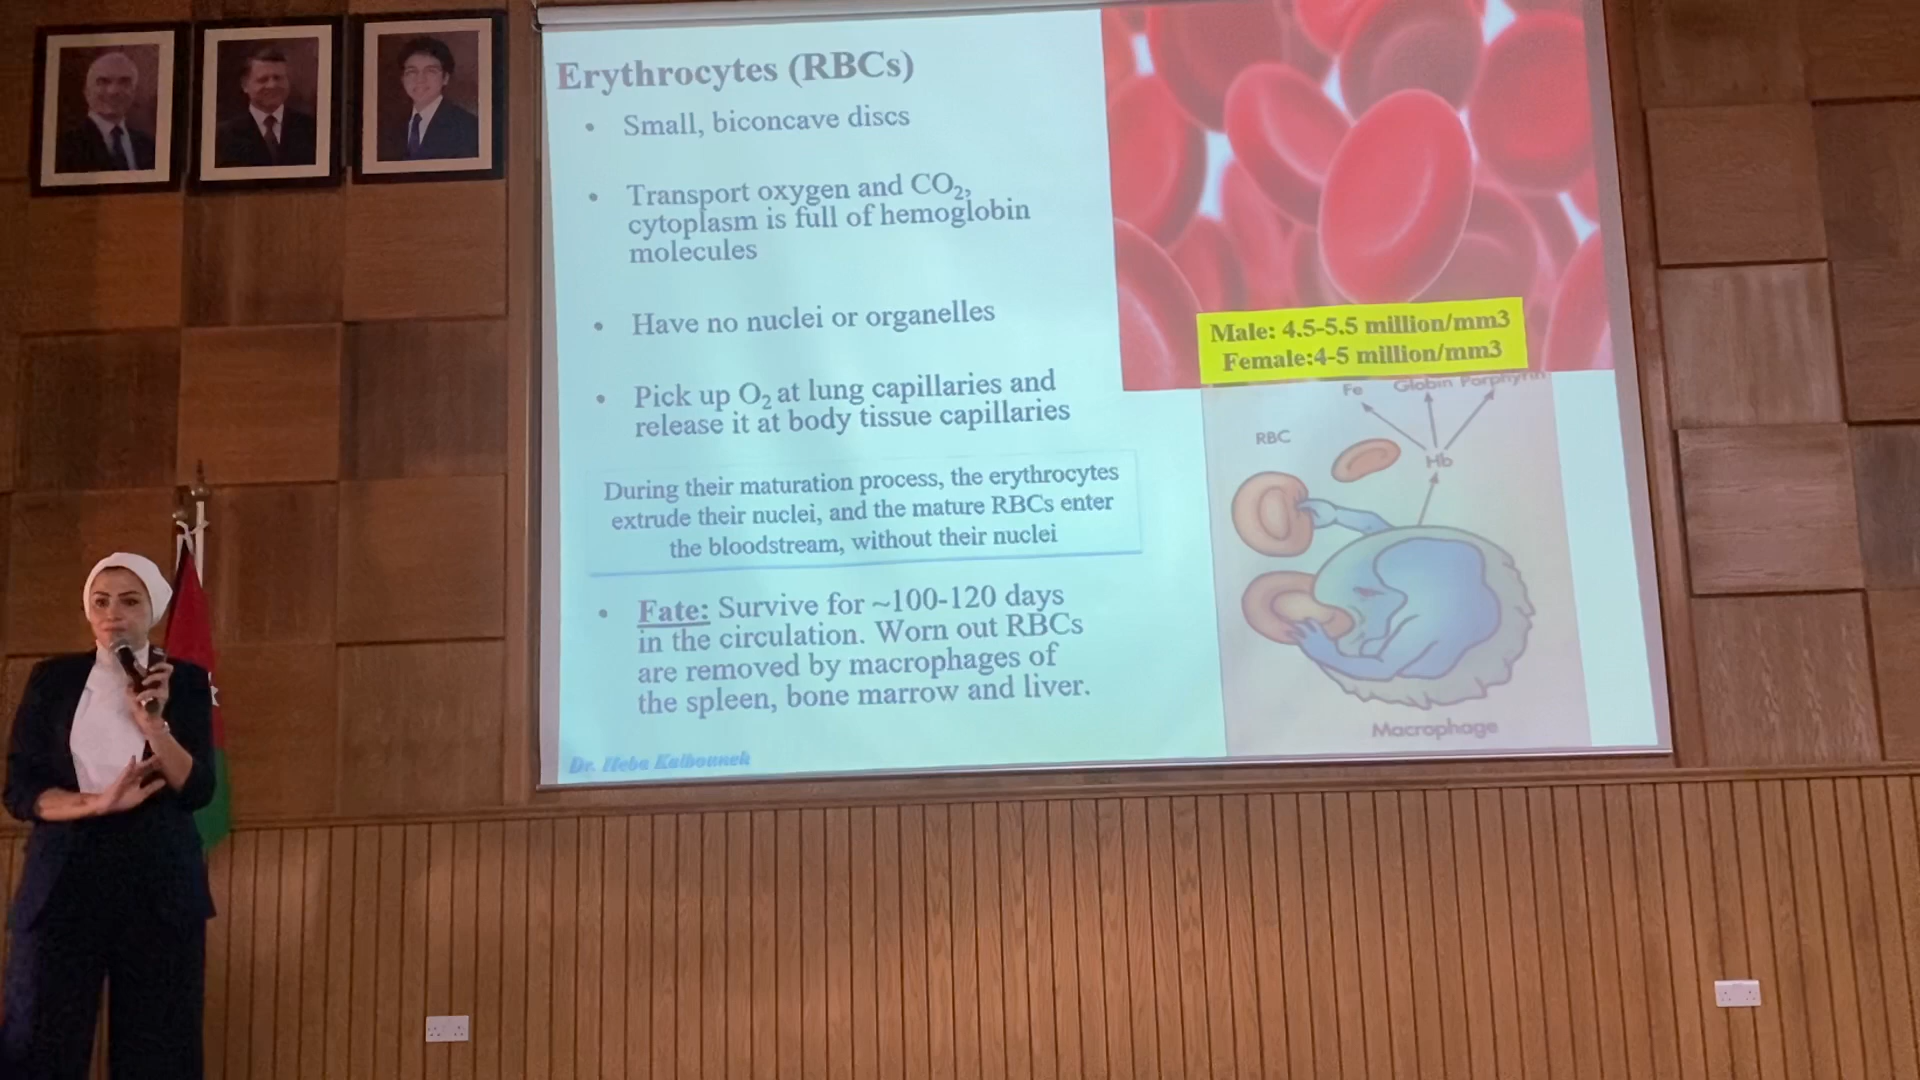 Erythrocytes (RBCs)
• Small, biconcave discs
• Transport oxygen and CO₂,
cytoplasm is full of hemoglobin
molecules
• Have no nuclei or organelles
• Pick up O₂ at lung capillaries and
release it at body tissue capillaries
During their maturation process, the erythrocytes
extrude their nuclei, and the mature RBCs enter
the bloodstream, without their nuclei
• Fate: Survive for ~100-120 days
in the circulation. Worn out RBCs
are removed by macrophages of
the spleen, bone marrow and liver.
Dr. Heba Kalbouneh
Male: 4.5-5.5 million/mm3
Female:4-5 million/mm3
Fe Globin Porphyrin
RBC
Hb
Macrophage